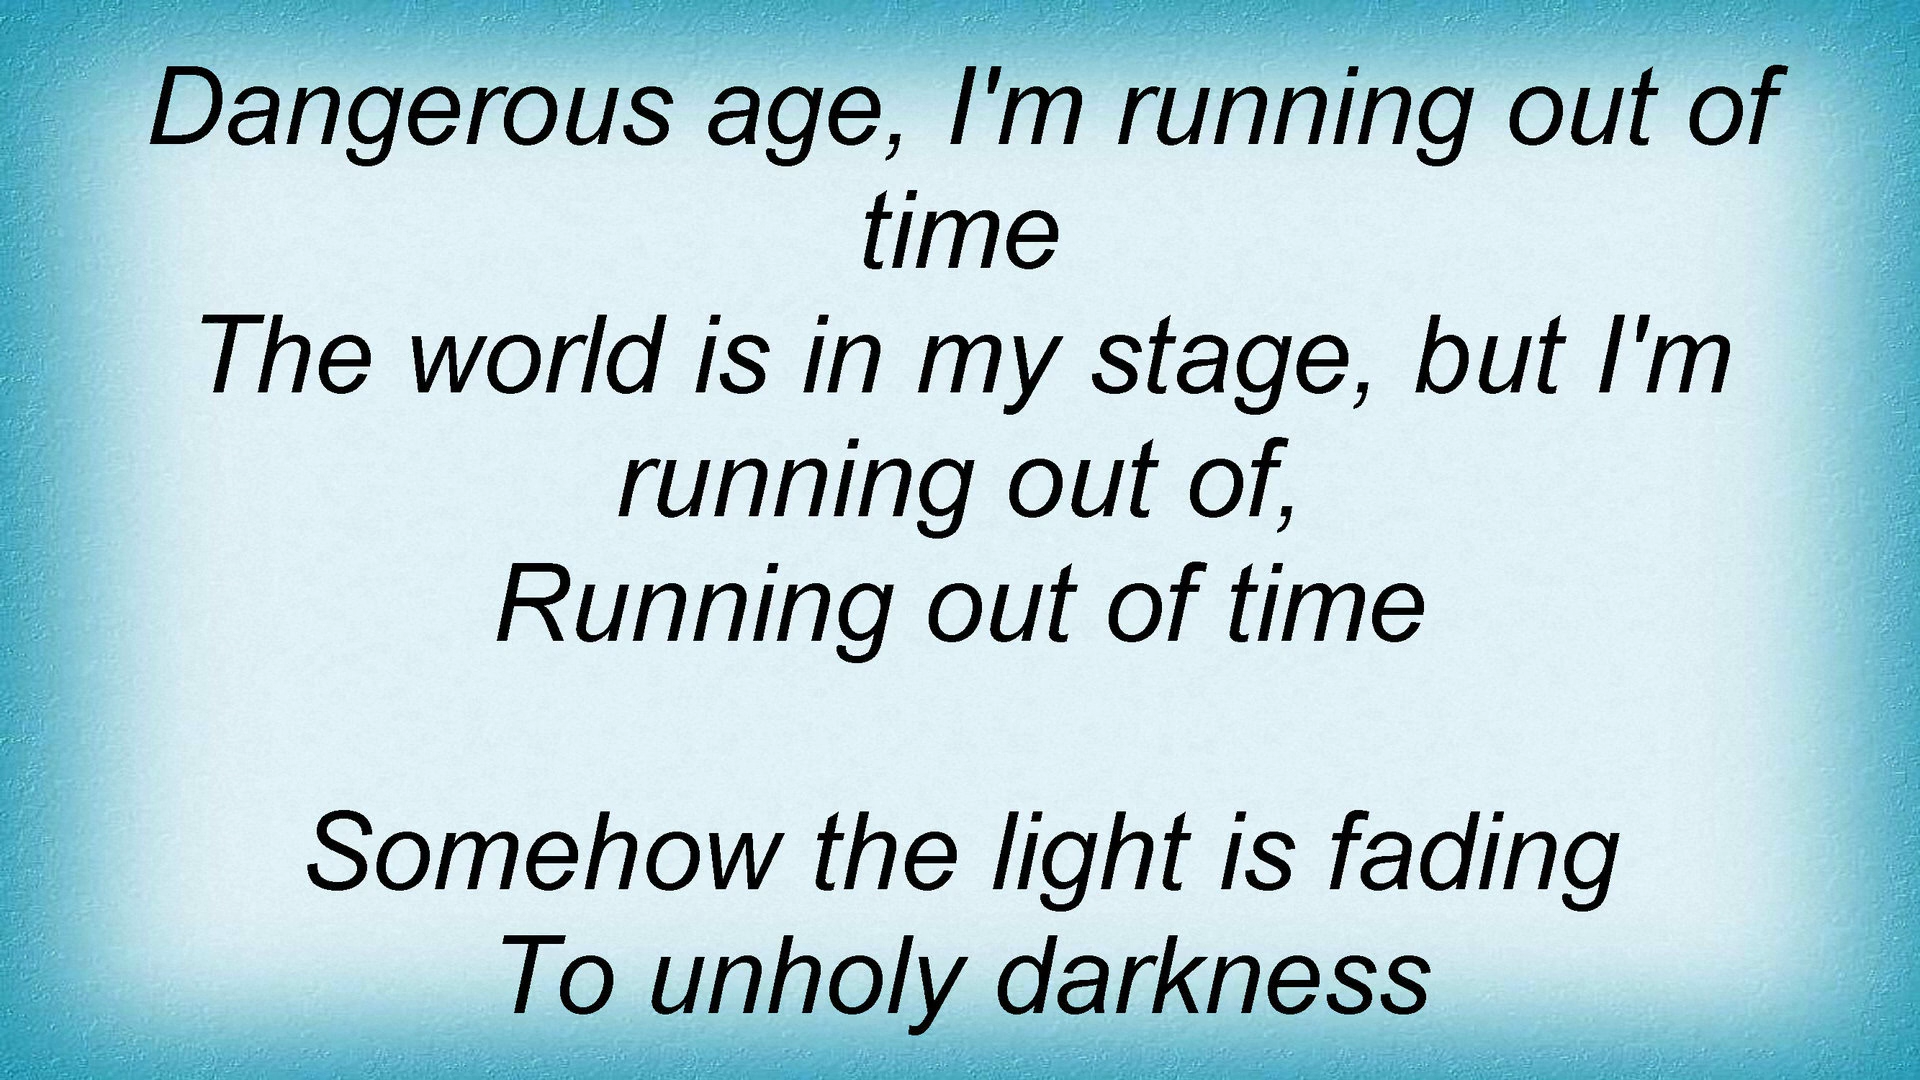 Dangerous age, I'm running out of
time
The world is in my stage, but I'm
running out of,
Running out of time
Somehow the light is fading
To unholy darkness